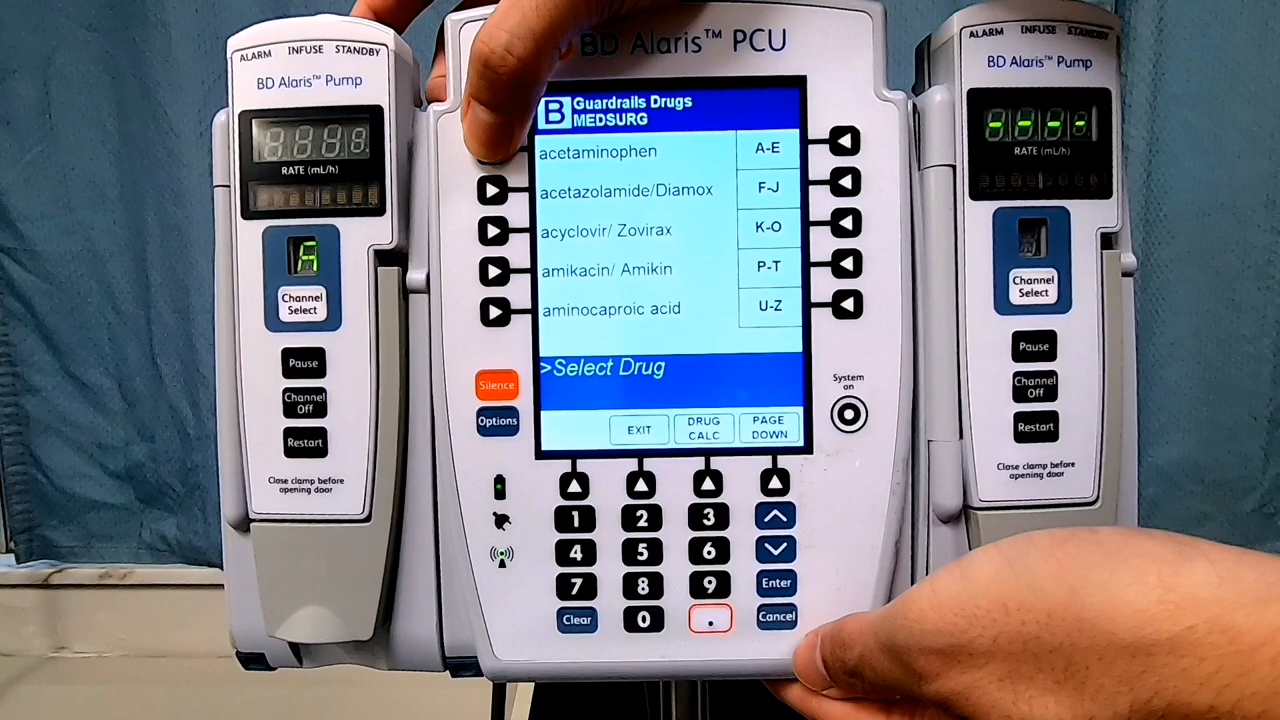 ALARM INFUSE STANDBY
BD Alaris™ Pump
RATE (mL/h)
A
Channel Select
Pause
Channel Off
Restart
Close clamp before opening door
BD Alaris™ PCU
B Guardrails Drugs
MEDSURG
acetaminophen A-E
acetazolamide/Diamox F-J
acyclovir/ Zovirax K-O
amikacin/ Amikin P-T
aminocaproic acid U-Z
>Select Drug
EXIT DRUG CALC PAGE DOWN
Silence
Options
System on
1 2 3
4 5 6
7 8 9 Enter
Clear 0 . Cancel
ALARM INFUSE STANDBY
BD Alaris™ Pump
----
RATE (mL/h)
Channel Select
Pause
Channel Off
Restart
Close clamp before opening door